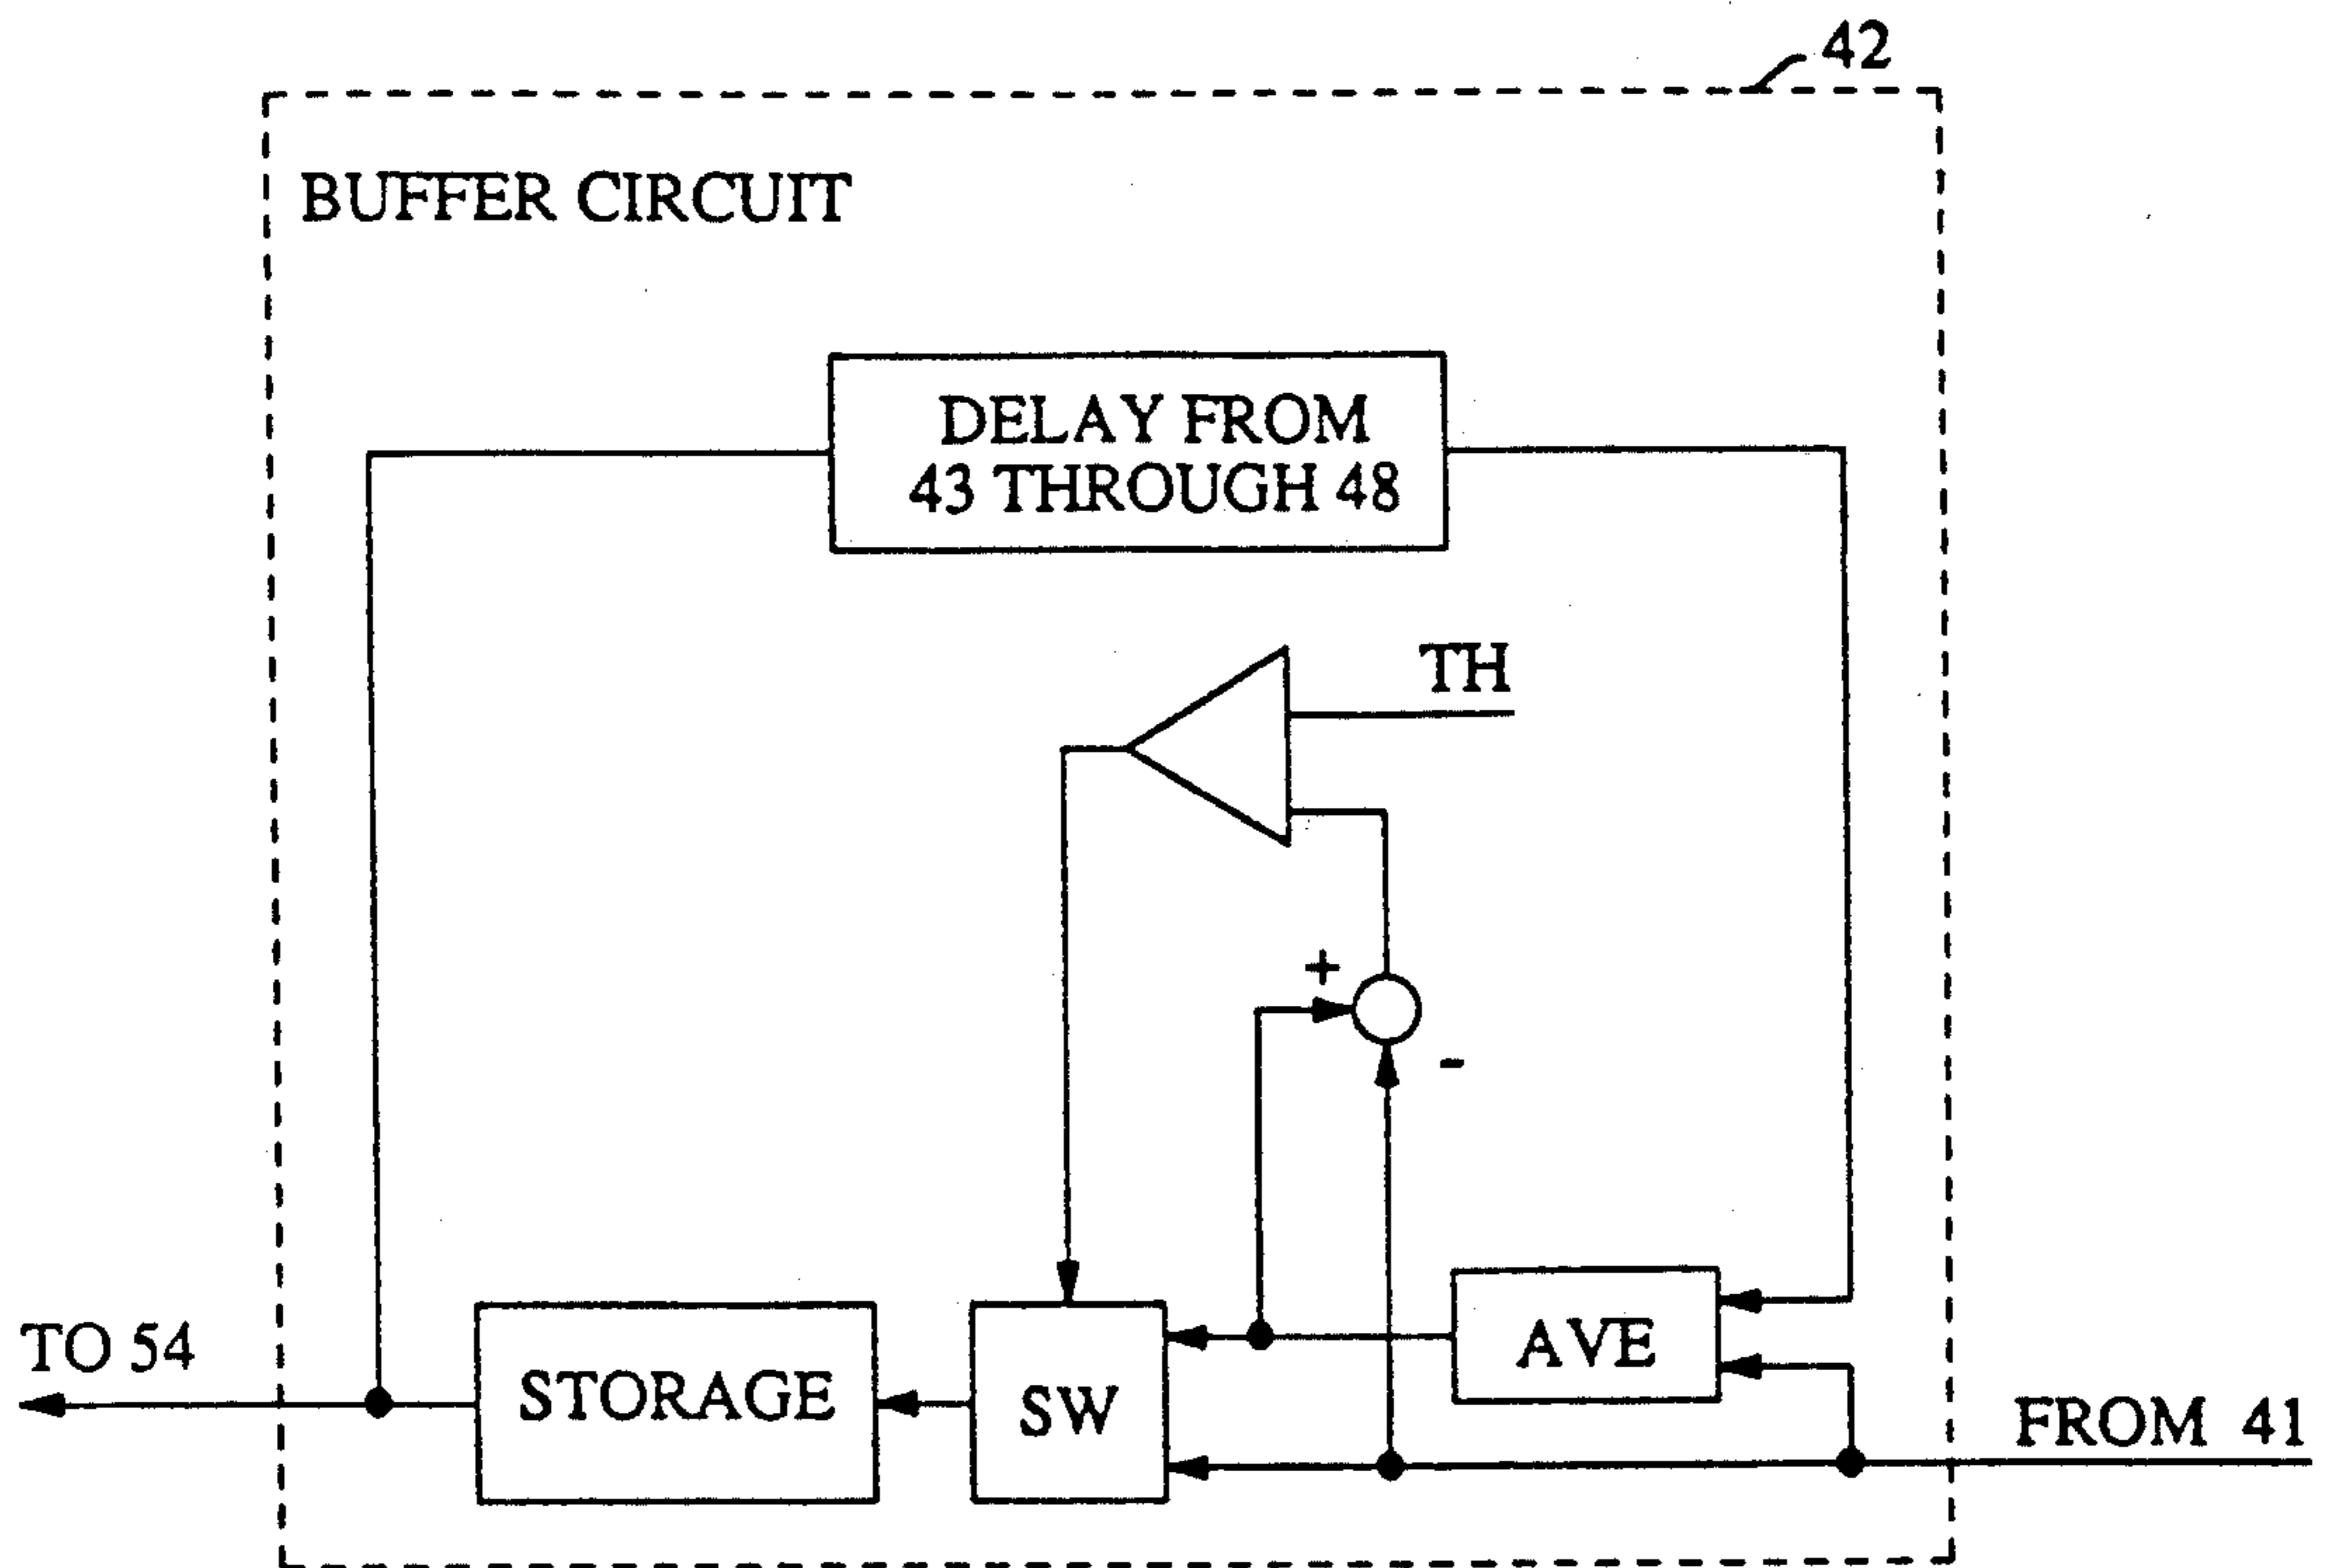 42
BUFFER CIRCUIT
DELAY FROM
43 THROUGH 48
TH
+
-
TO 54
STORAGE
SW
AVE
FROM 41